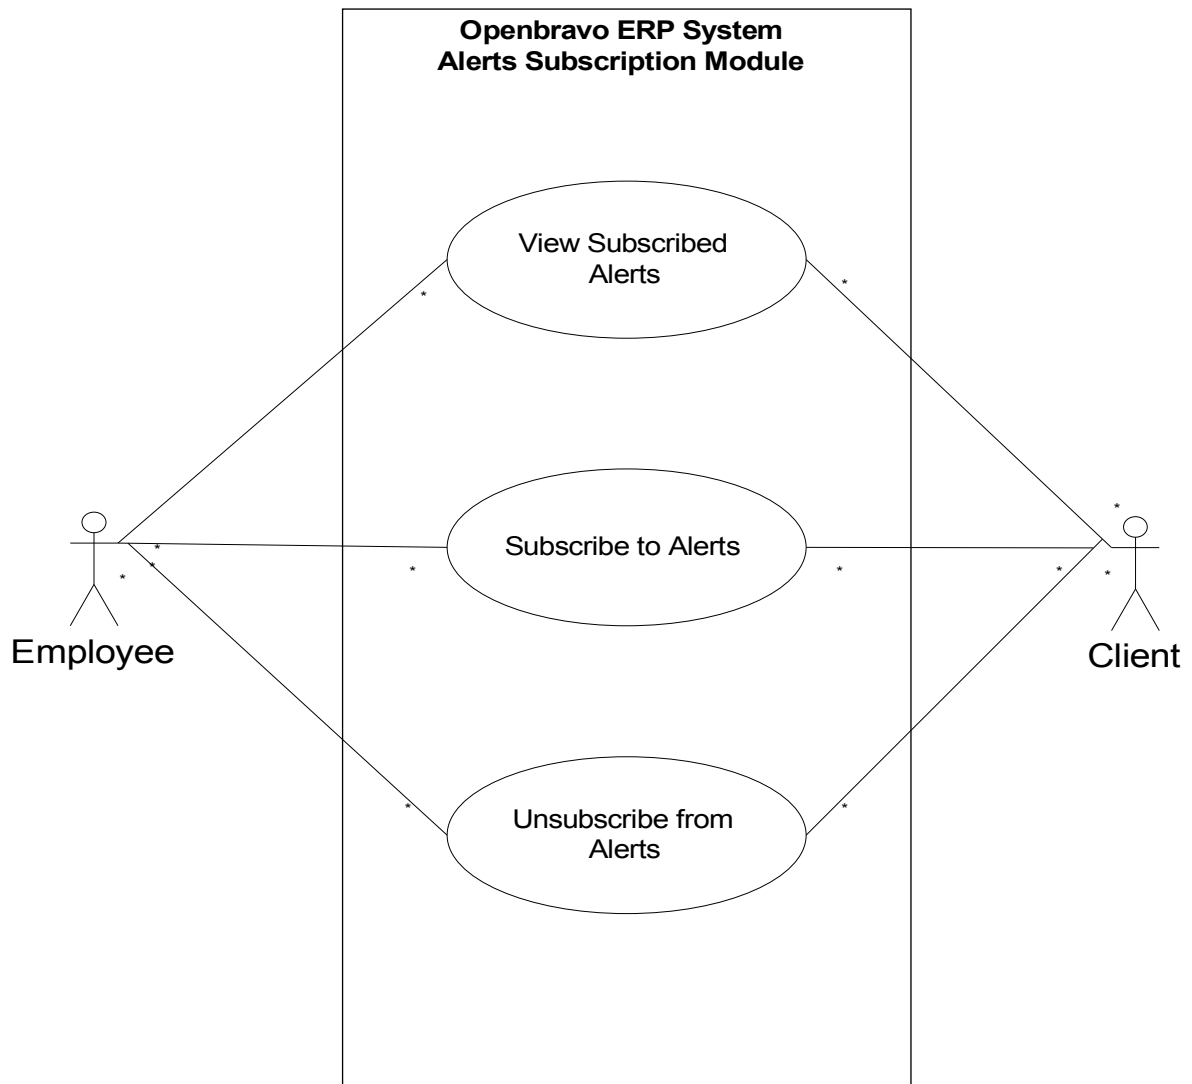 Openbravo ERP System
Alerts Subscription Module
View Subscribed
Alerts
*
*
Subscribe to Alerts
*
*
*
*
*
*
*
*
*
Employee
Client
*
*
Unsubscribe from
Alerts